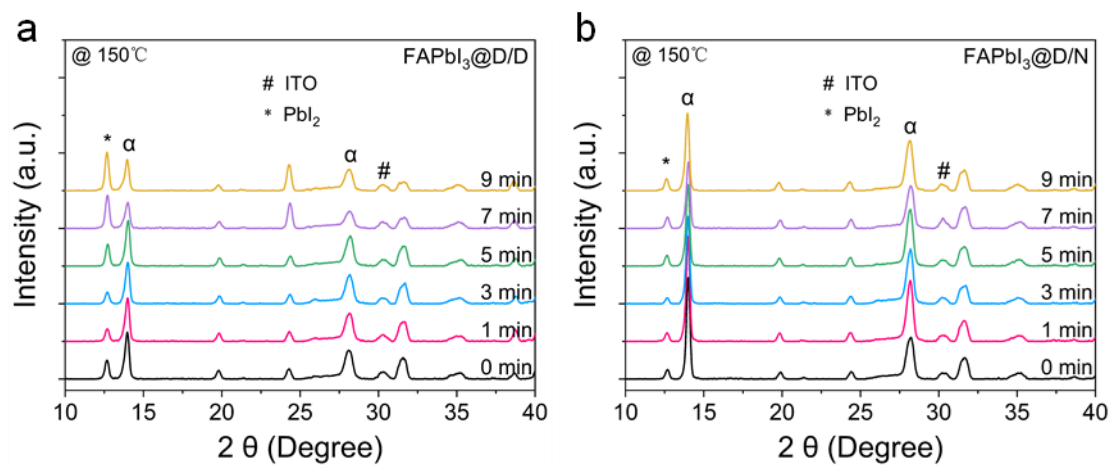 a
@ 150℃
FAPbI₃@D/D
# ITO
* PbI₂
* α
α
#
9 min
7 min
5 min
3 min
1 min
0 min
Intensity (a.u.)
10 15 20 25 30 35 40
2 θ (Degree)
b
@ 150℃
FAPbI₃@D/N
# ITO
* PbI₂
α
*
α
#
9 min
7 min
5 min
3 min
1 min
0 min
Intensity (a.u.)
10 15 20 25 30 35 40
2 θ (Degree)